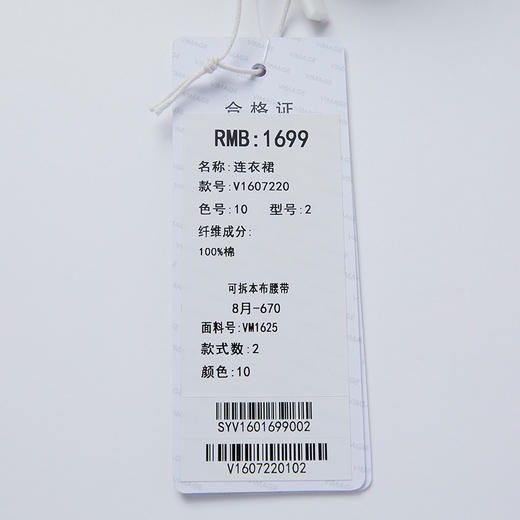 合格证
RMB:1699
名称:连衣裙
款号:V1607220
色号:10 型号:2
纤维成分:
100%棉
可拆本布腰带
8月-670
面料号:VM1625
款式数:2
颜色:10
SYV1601699002
V1607220102